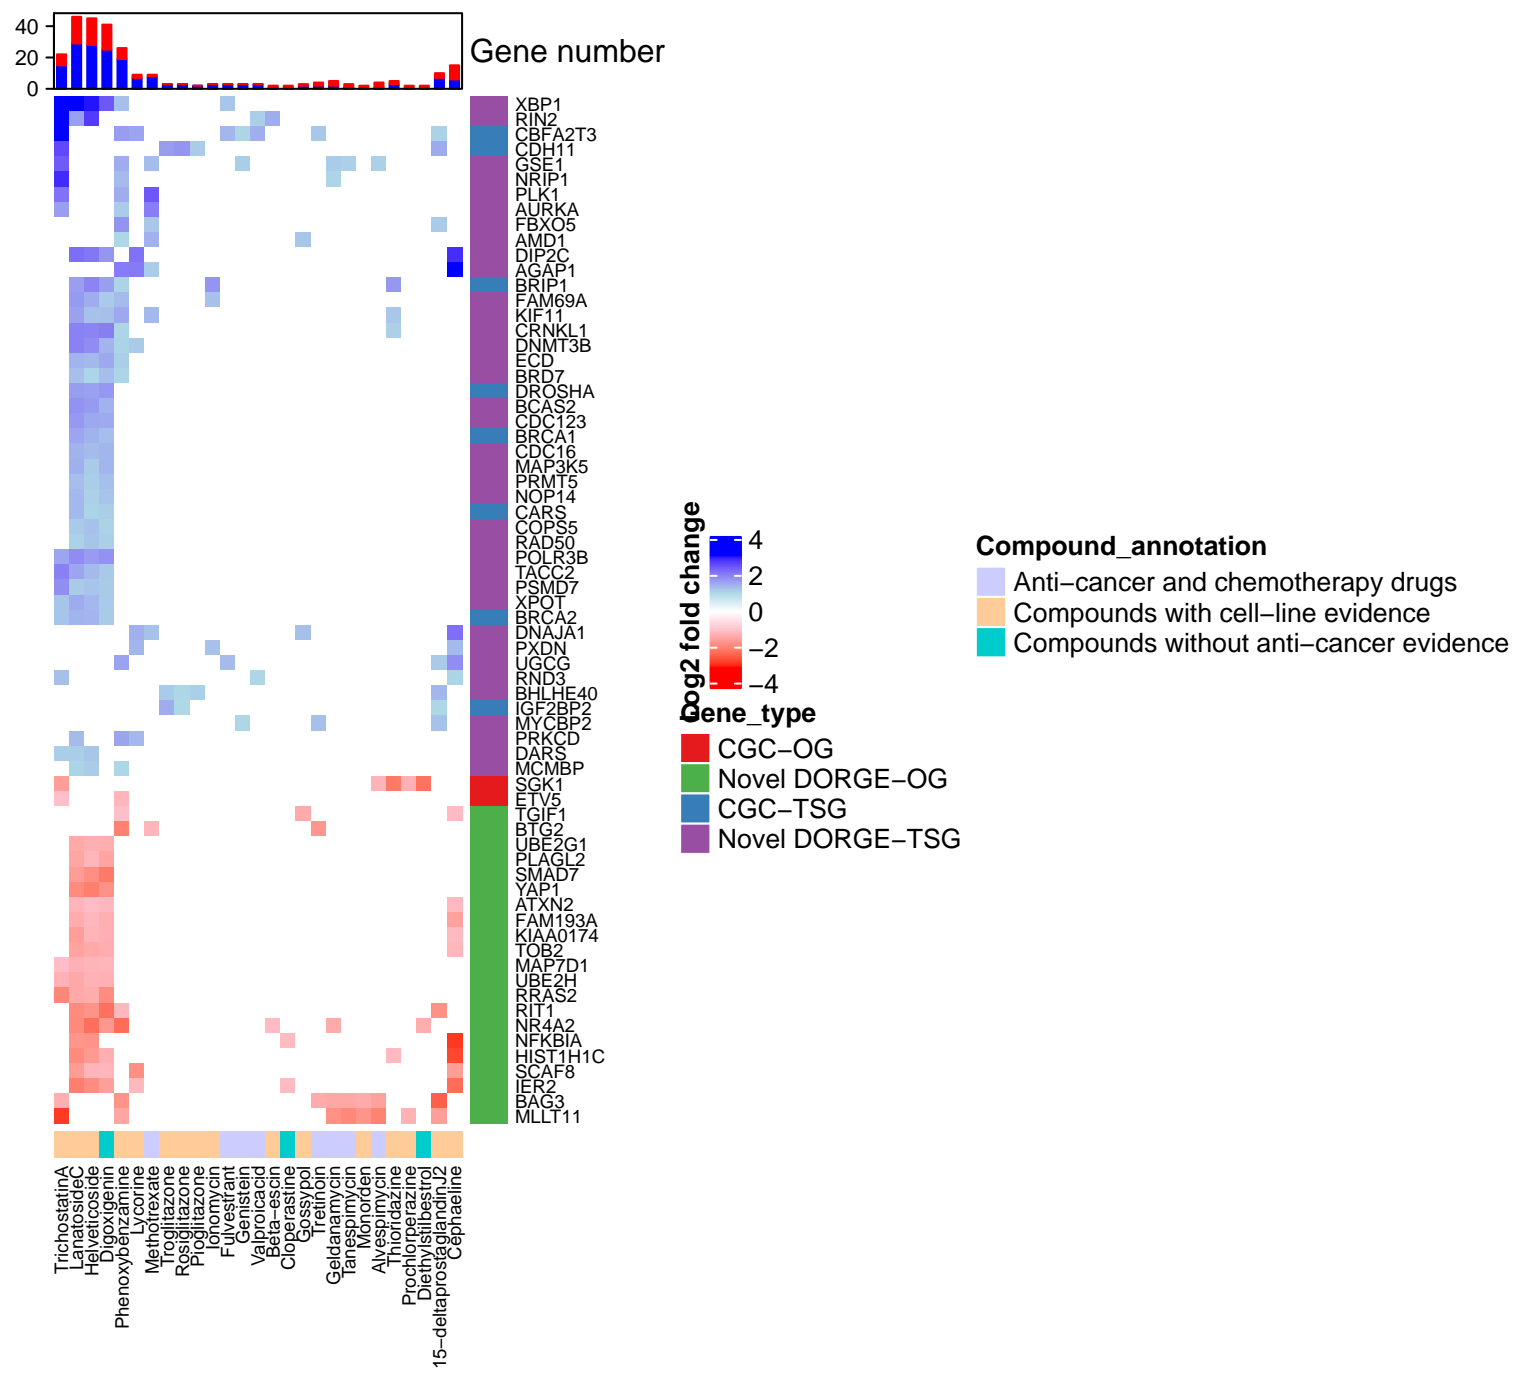 40
20
0
Gene number
XBP1
RIN2
CBFA2T3
CDH11
GSE1
NRIP1
PLK1
AURKA
FBXO5
AMD1
DIP2C
AGAP1
BRIP1
FAM69A
KIF11
CRNKL1
DNMT3B
ECD
BRD7
DROSHA
BCAS2
CDC123
BRCA1
CDC16
MAP3K5
PRMT5
NOP14
CARS
COPS5
RAD50
POLR3B
TACC2
PSMD7
XPOT
BRCA2
DNAJA1
PXDN
UGCG
RND3
BHLHE40
IGF2BP2
MYCBP2
PRKCD
DARS
MCMBP
SGK1
ETV5
TGIF1
BTG2
UBE2G1
PLAGL2
SMAD7
YAP1
ATXN2
FAM193A
KIAA0174
TOB2
MAP7D1
UBE2H
RRAS2
RIT1
NR4A2
NFKBIA
HIST1H1C
SCAF8
IER2
BAG3
MLLT11
TrichostatinA
LanatosideC
Helveticoside
Digoxigenin
Phenoxybenzamine
Lycorine
Methotrexate
Troglitazone
Rosiglitazone
Pioglitazone
Ionomycin
Fulvestrant
Genistein
Valproicacid
Beta−escin
Cloperastine
Gossypol
Tretinoin
Geldanamycin
Tanespimycin
Monorden
Alvespimycin
Thioridazine
Prochlorperazine
Diethylstilbestrol
15−deltaprostaglandinJ2
Cephaeline
Log2 fold change
4
2
0
−2
−4
Gene_type
CGC−OG
Novel DORGE−OG
CGC−TSG
Novel DORGE−TSG
Compound_annotation
Anti−cancer and chemotherapy drugs
Compounds with cell−line evidence
Compounds without anti−cancer evidence